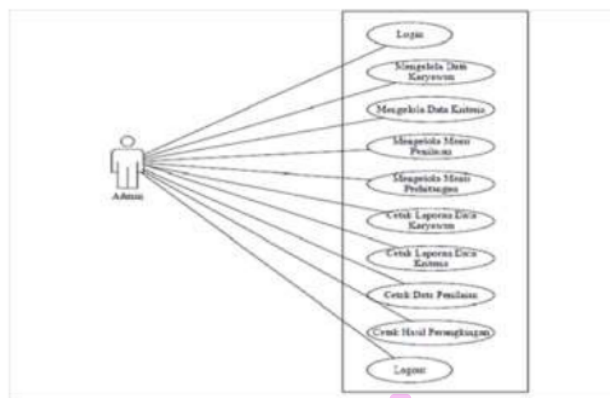 Login
Mengelola Data
Karyawan
Mengelola Data Kriteria
Mengelola Menu
Penilaian
Mengelola Menu
Perhitungan
Admin
Cetak Laporan Data
Karyawan
Cetak Laporan Data
Kriteria
Cetak Data Penilaian
Cetak Hasil Perangkingan
Logout